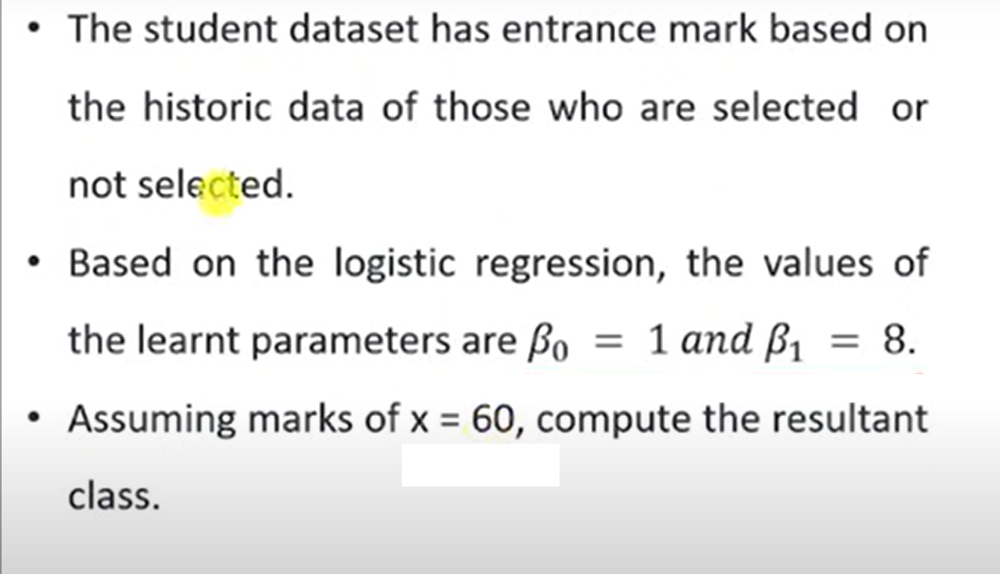 • The student dataset has entrance mark based on
the historic data of those who are selected or
not selected.
• Based on the logistic regression, the values of
the learnt parameters are β₀ = 1 and β₁ = 8.
• Assuming marks of x = 60, compute the resultant
class.